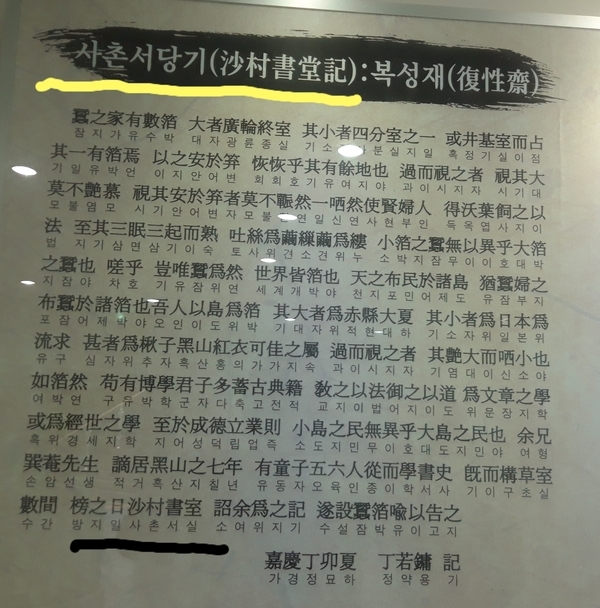 사촌서당기(沙村書堂記):복성재(復性齋)
蠶之家有數箔 大者廣輪終室 其小者四分室之一 或井基室而占
잠지가유수박 대자광륜종실 기소 분실지일 혹정기실이점
其一有箔焉 以之安於筭 恢恢乎其有餘地也 過而視之者 視其大
기일유박언 이지안어변 회회호기유여지야 과이시지자 시기대
莫不艶慕 視其安於筭者莫不冁然一哂然使賢婦人 得沃葉飼之以
모불염모 시기안어변자모불천연일신연사현부인 득옥엽사지이
法 至其三眠三起而熟 吐絲爲繭繅繭爲縷 小箔之蠶無以異乎大箔
법 지기삼면삼기이숙 토사위견소견위누 소박지잠무이이호대박
之蠶也 嗟乎 豈唯蠶爲然 世界皆箔也 天之布民於諸島 猶蠶婦之
지잠야 차호 기유잠위연 세계개박야 천지포민어제도 유잠부지
布蠶於諸箔也吾人以島爲箔 其大者爲赤縣大夏 其小者爲日本爲
포잠어제박야오인이도위박 기대자위적현대하 기소자위일본위
流求 甚者爲楸子黑山紅衣可佳之屬 過而視之者 其艶大而哂小也
유구 심자위추자흑산홍의가가지속 과이시지자 기염대이신소야
如箔然 苟有博學君子多蓄古典籍 敎之以法御之以道 爲文章之學
여박연 구유박학군자다축고전적 교지이법어지이도 위문장지학
或爲經世之學 至於成德立業則 小島之民無異乎大島之民也 余兄
혹위경세지학 지어성덕립업즉 소도지민무이호대도지민야 여형
巽菴先生 謫居黑山之七年 有童子五六人從而學書史 旣而構草室
손암선생 적거흑산지칠년 유동자오육인종이학서사 기이구초실
數間 榜之日沙村書室 詔余爲之記 遂設蠶箔喩以告之
수간 방지일사촌서실 소여위지기 수설잠박유이고지
嘉慶丁卯夏 丁若鏞 記
가경정묘하 정약용 기